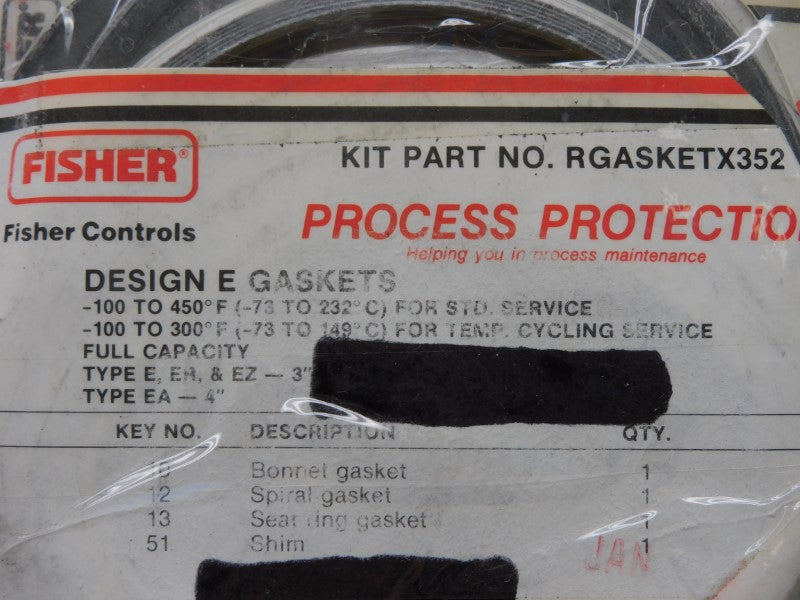 FISHER®
KIT PART NO. RGASKETX352
Fisher Controls
PROCESS PROTECTIO
Helping you in process maintenance
DESIGN E GASKETS
-100 TO 450°F (-73 TO 232°C) FOR STD. SERVICE
-100 TO 300°F (-73 TO 149°C) FOR TEMP. CYCLING SERVICE
FULL CAPACITY
TYPE E, ER, & EZ — 3"
TYPE EA — 4"
KEY NO. DESCRIPTION QTY.
Bonnet gasket 1
12 Spiral gasket 1
13 Seat ring gasket 1
51 Shim 1
JAN